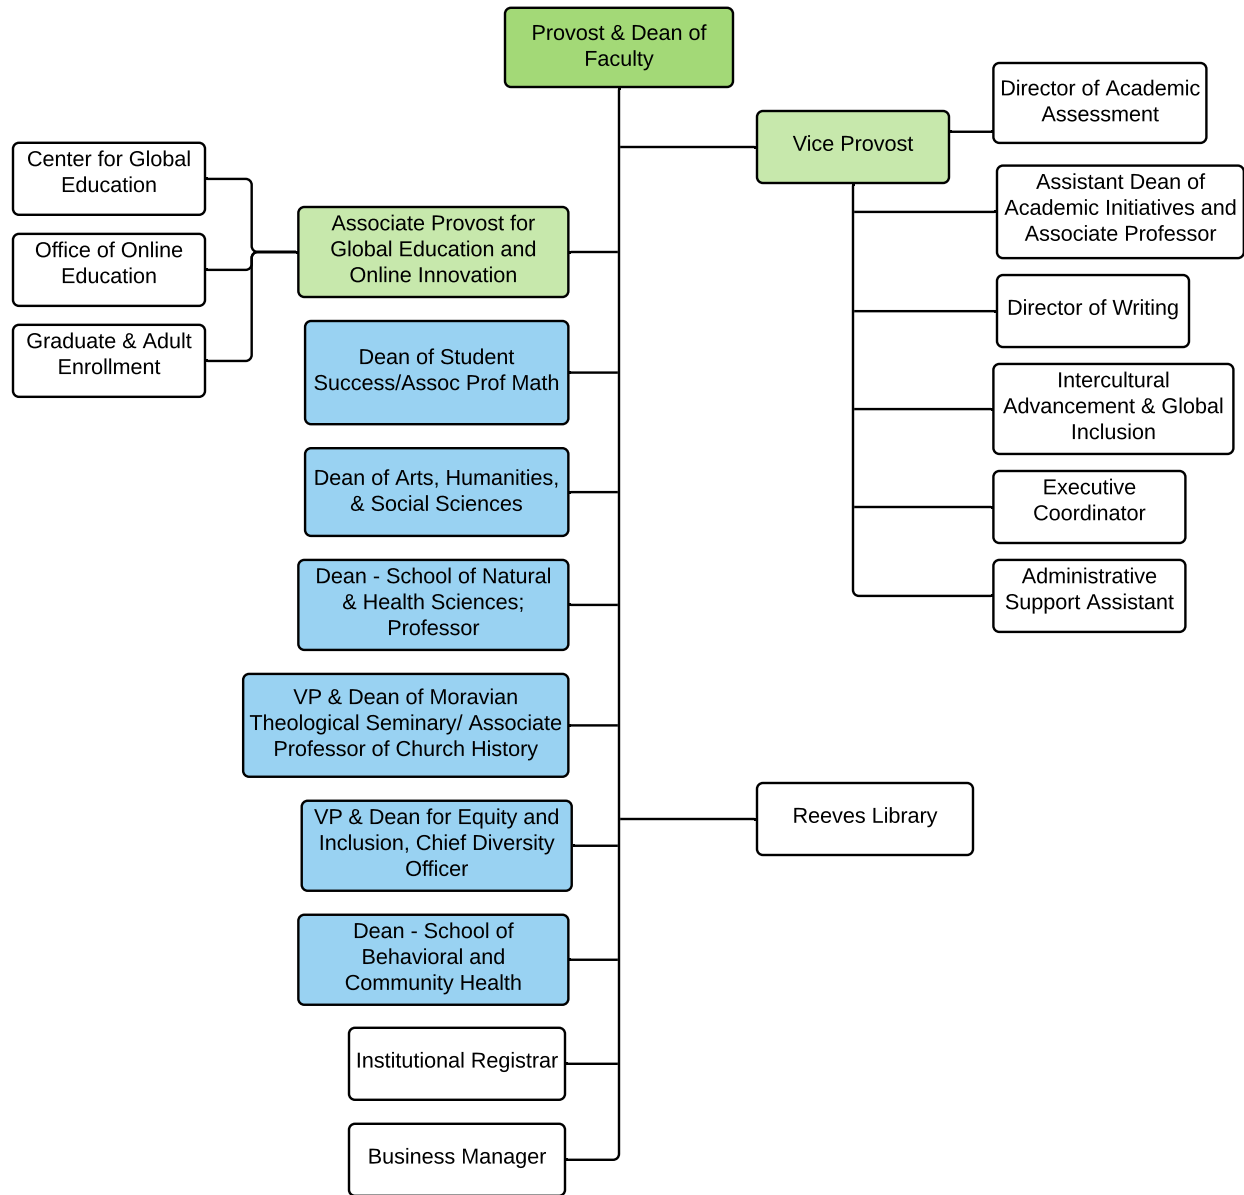 Provost & Dean of
Faculty
Vice Provost
Director of Academic
Assessment
Assistant Dean of
Academic Initiatives and
Associate Professor
Director of Writing
Intercultural
Advancement & Global
Inclusion
Executive
Coordinator
Administrative
Support Assistant
Center for Global
Education
Office of Online
Education
Graduate & Adult
Enrollment
Associate Provost for
Global Education and
Online Innovation
Dean of Student
Success/Assoc Prof Math
Dean of Arts, Humanities,
& Social Sciences
Dean - School of Natural
& Health Sciences;
Professor
VP & Dean of Moravian
Theological Seminary/ Associate
Professor of Church History
VP & Dean for Equity and
Inclusion, Chief Diversity
Officer
Reeves Library
Dean - School of
Behavioral and
Community Health
Institutional Registrar
Business Manager